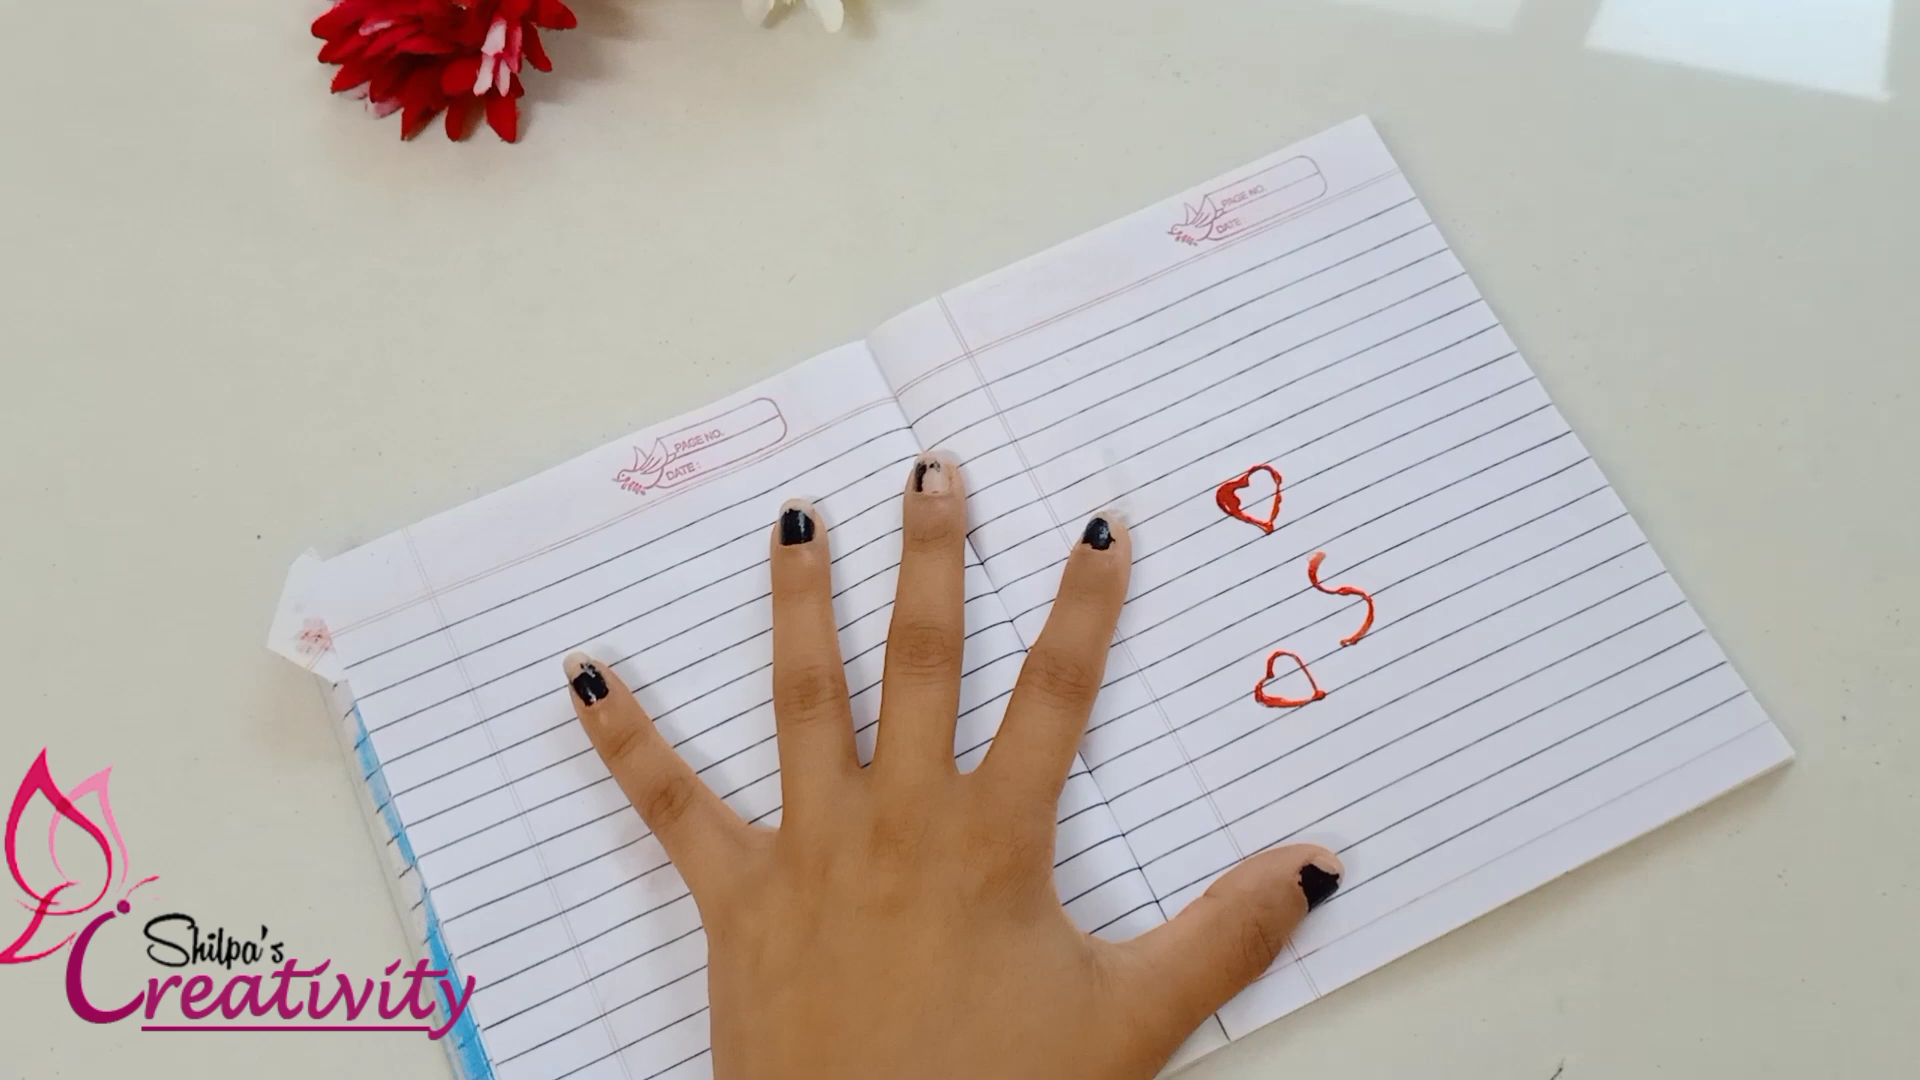 PAGE NO.
DATE:
PAGE NO.
DATE:
S
Shilpa's
Creativity